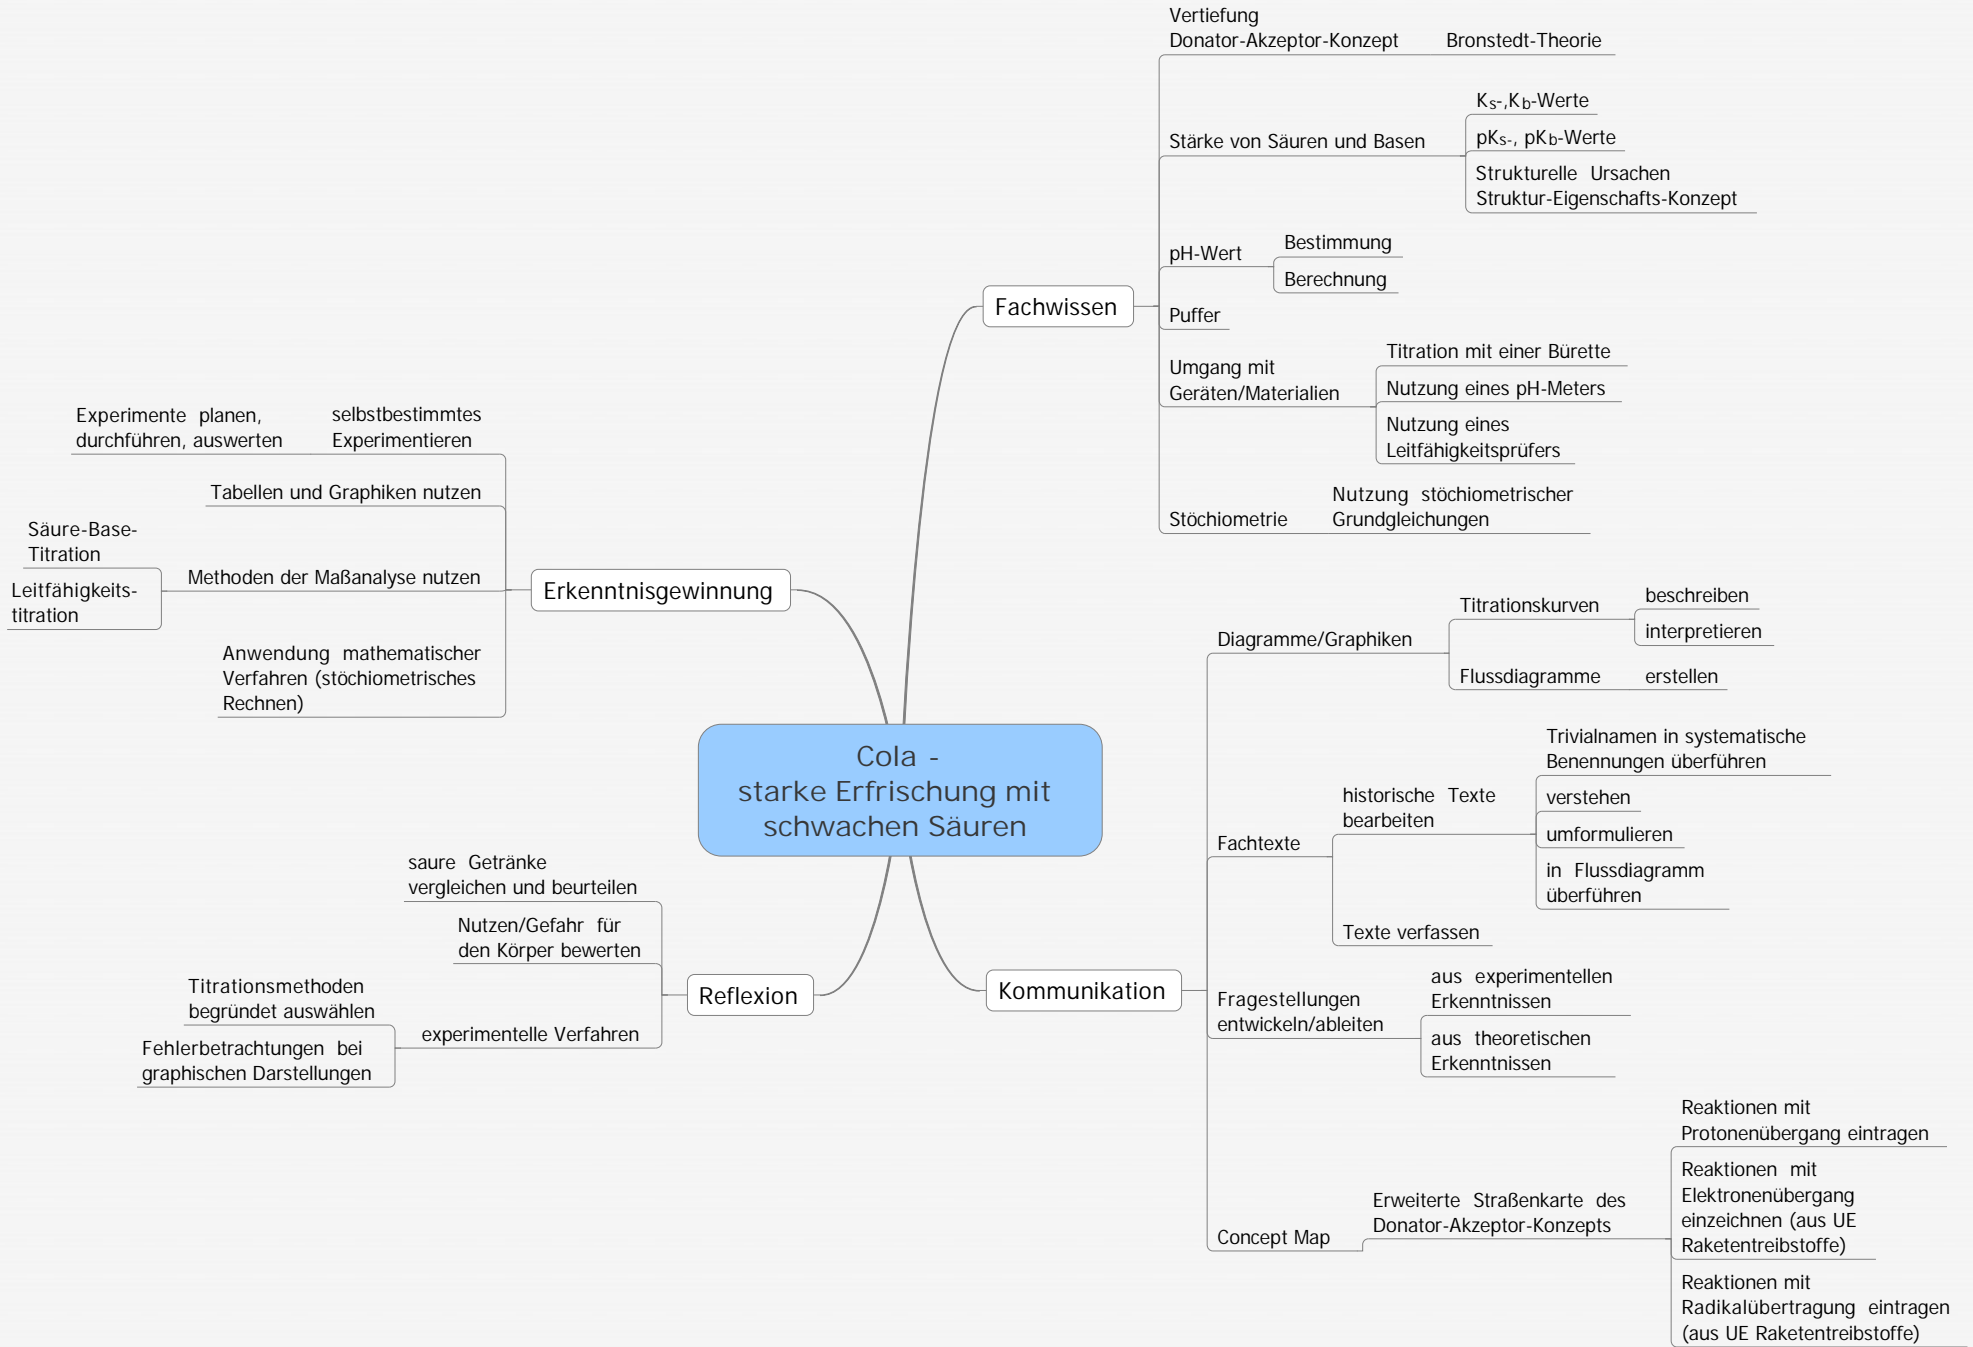 Cola -
starke Erfrischung mit
schwachen Säuren
Fachwissen
Vertiefung
Donator-Akzeptor-Konzept
Bronstedt-Theorie
Stärke von Säuren und Basen
Ks-,Kb-Werte
pKs-, pKb-Werte
Strukturelle Ursachen
Struktur-Eigenschafts-Konzept
pH-Wert
Bestimmung
Berechnung
Puffer
Umgang mit
Geräten/Materialien
Titration mit einer Bürette
Nutzung eines pH-Meters
Nutzung eines
Leitfähigkeitsprüfers
Stöchiometrie
Nutzung stöchiometrischer
Grundgleichungen
Kommunikation
Diagramme/Graphiken
Titrationskurven
beschreiben
interpretieren
Flussdiagramme
erstellen
Fachtexte
historische Texte
bearbeiten
Trivialnamen in systematische
Benennungen überführen
verstehen
umformulieren
in Flussdiagramm
überführen
Texte verfassen
Fragestellungen
entwickeln/ableiten
aus experimentellen
Erkenntnissen
aus theoretischen
Erkenntnissen
Concept Map
Erweiterte Straßenkarte des
Donator-Akzeptor-Konzepts
Reaktionen mit
Protonenübergang eintragen
Reaktionen mit
Elektronenübergang
einzeichnen (aus UE
Raketentreibstoffe)
Reaktionen mit
Radikalübertragung eintragen
(aus UE Raketentreibstoffe)
Erkenntnisgewinnung
selbstbestimmtes
Experimentieren
Experimente planen,
durchführen, auswerten
Tabellen und Graphiken nutzen
Methoden der Maßanalyse nutzen
Säure-Base-
Titration
Leitfähigkeits-
titration
Anwendung mathematischer
Verfahren (stöchiometrisches
Rechnen)
Reflexion
saure Getränke
vergleichen und beurteilen
Nutzen/Gefahr für
den Körper bewerten
experimentelle Verfahren
Titrationsmethoden
begründet auswählen
Fehlerbetrachtungen bei
graphischen Darstellungen